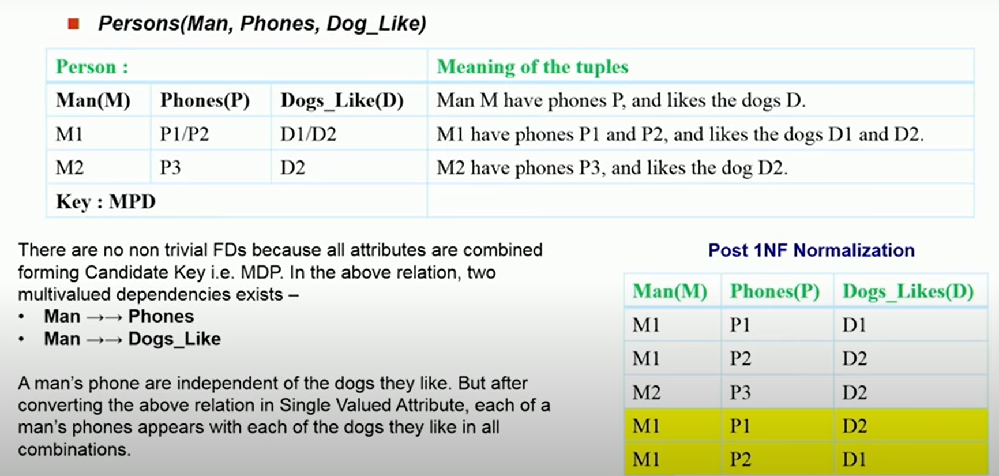 Persons(Man, Phones, Dog_Like)
Person :
Meaning of the tuples
Man(M) Phones(P) Dogs_Like(D) Man M have phones P, and likes the dogs D.
M1 P1/P2 D1/D2 M1 have phones P1 and P2, and likes the dogs D1 and D2.
M2 P3 D2 M2 have phones P3, and likes the dog D2.
Key : MPD
There are no non trivial FDs because all attributes are combined
forming Candidate Key i.e. MDP. In the above relation, two
multivalued dependencies exists –
• Man →→ Phones
• Man →→ Dogs_Like
A man's phone are independent of the dogs they like. But after
converting the above relation in Single Valued Attribute, each of a
man's phones appears with each of the dogs they like in all
combinations.
Post 1NF Normalization
Man(M) Phones(P) Dogs_Likes(D)
M1 P1 D1
M1 P2 D2
M2 P3 D2
M1 P1 D2
M1 P2 D1